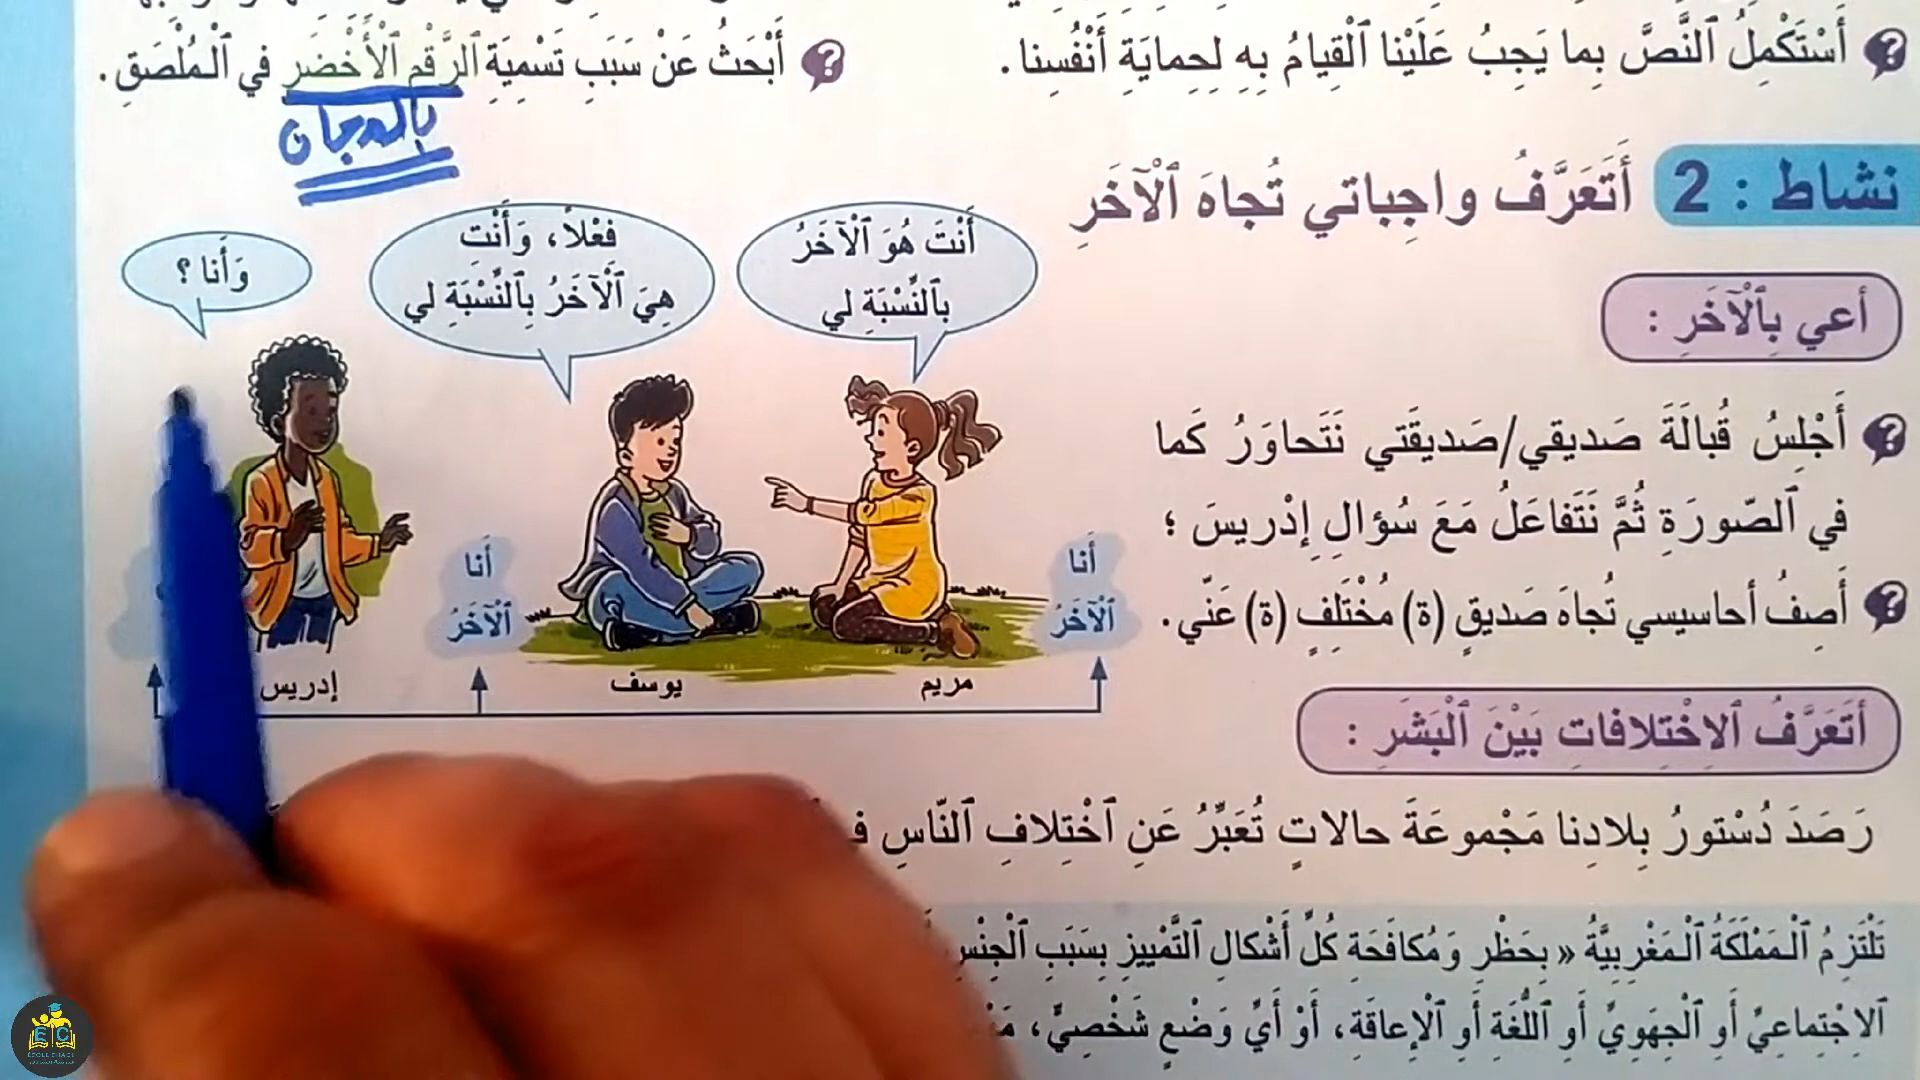 أَسْتَكْمِلُ ٱلنَّصَّ بِما يَجِبُ عَلَيْنا ٱلْقِيامُ بِهِ لِحِمايَةِ أَنْفُسِنا .
أَبْحَثُ عَنْ سَبَبِ تَسْمِيَةِ ٱلرَّقْمِ ٱلْأَخْضَرِ في ٱلْمُلْصَقِ .
نشاط : 2 أَتَعَرَّفُ واجِباتي تُجاهَ ٱلْآخَرِ
أَنْتَ هُوَ ٱلْآخَرُ
بِٱلنِّسْبَةِ لي
فِعْلاً، وَأَنْتِ
هِيَ ٱلْآخَرُ بِٱلنِّسْبَةِ لي
وَأَنا ؟
أعي بِٱلْآخَرِ :
أَجْلِسُ قُبالَةَ صَديقي/صَديقَتي نَتَحاوَرُ كَما
في ٱلصّورَةِ ثُمَّ نَتَفاعَلُ مَعَ سُؤالِ إِدْريسَ ؛
أَصِفُ أَحاسيسي تُجاهَ صَديقٍ (ة) مُخْتَلِفٍ (ة) عَنّي.
أَنا
ٱلْآخَرُ
أَنا
ٱلْآخَرُ
مريم
يوسف
إدريس
أَتَعَرَّفُ ٱلِاخْتِلافاتِ بَيْنَ ٱلْبَشَرِ :
رَصَدَ دُسْتورُ بِلادِنا مَجْموعَةَ حالاتٍ تُعَبِّرُ عَنِ ٱخْتِلافِ ٱلنّاسِ
تَلْتَزِمُ ٱلْمَمْلَكَةُ ٱلْمَغْرِبِيَّةُ « بِحَظْرِ وَمُكافَحَةِ كُلِّ أَشْكالِ ٱلتَّمْييزِ بِسَبَبِ ٱلْجِنْسِ
ٱلِاجْتِماعِيِّ أَوِ ٱلْجِهَوِيِّ أَوِ ٱللُّغَةِ أَوِ ٱلْإِعاقَةِ، أَوْ أَيِّ وَضْعٍ شَخْصِيٍّ،